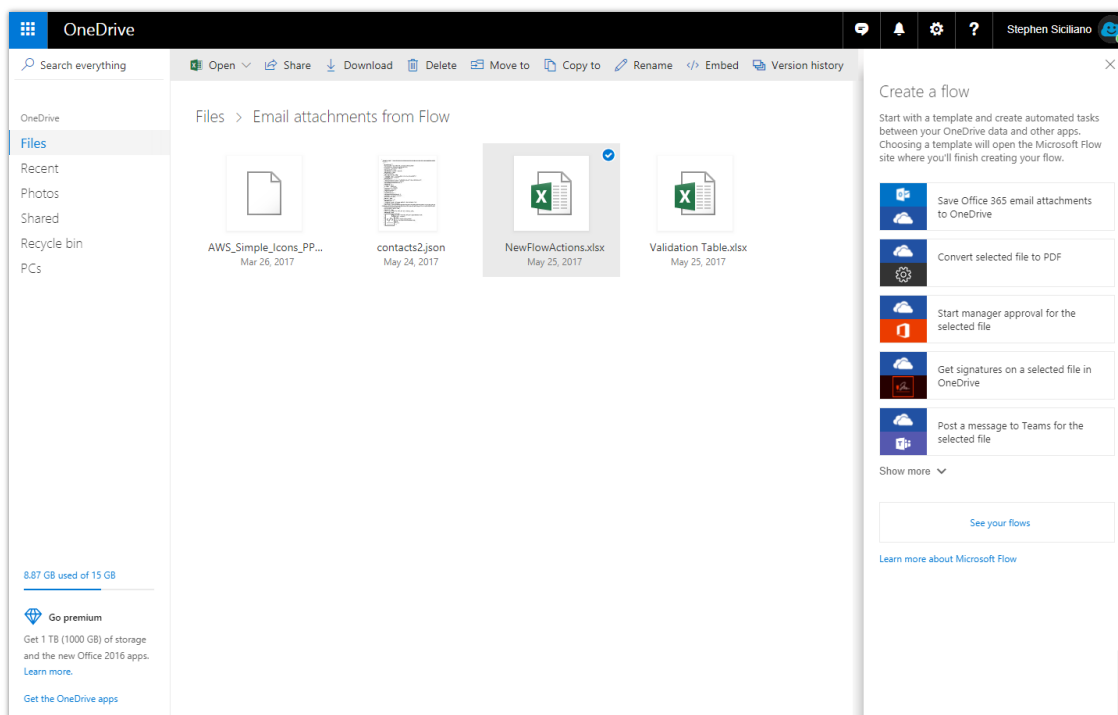 OneDrive
Stephen Siciliano
Search everything
Open
Share
Download
Delete
Move to
Copy to
Rename
Embed
Version history
OneDrive
Files
Recent
Photos
Shared
Recycle bin
PCs
8.87 GB used of 15 GB
Go premium
Get 1 TB (1000 GB) of storage
and the new Office 2016 apps.
Learn more.
Get the OneDrive apps
Files > Email attachments from Flow
AWS_Simple_Icons_PP...
Mar 26, 2017
contacts2.json
May 24, 2017
NewFlowActions.xlsx
May 25, 2017
Validation Table.xlsx
May 25, 2017
Create a flow
Start with a template and create automated tasks
between your OneDrive data and other apps.
Choosing a template will open the Microsoft Flow
site where you'll finish creating your flow.
Save Office 365 email attachments
to OneDrive
Convert selected file to PDF
Start manager approval for the
selected file
Get signatures on a selected file in
OneDrive
Post a message to Teams for the
selected file
Show more
See your flows
Learn more about Microsoft Flow